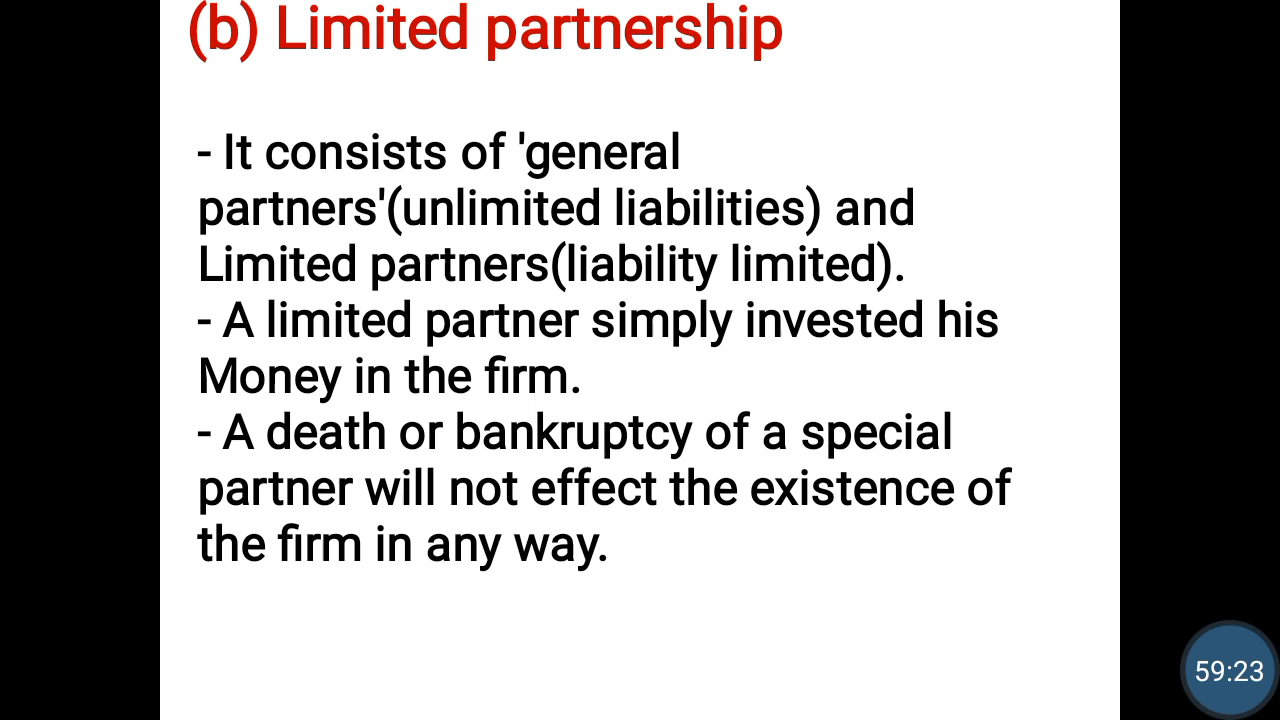 (b) Limited partnership
- It consists of 'general
partners'(unlimited liabilities) and
Limited partners(liability limited).
- A limited partner simply invested his
Money in the firm.
- A death or bankruptcy of a special
partner will not effect the existence of
the firm in any way.
59:23